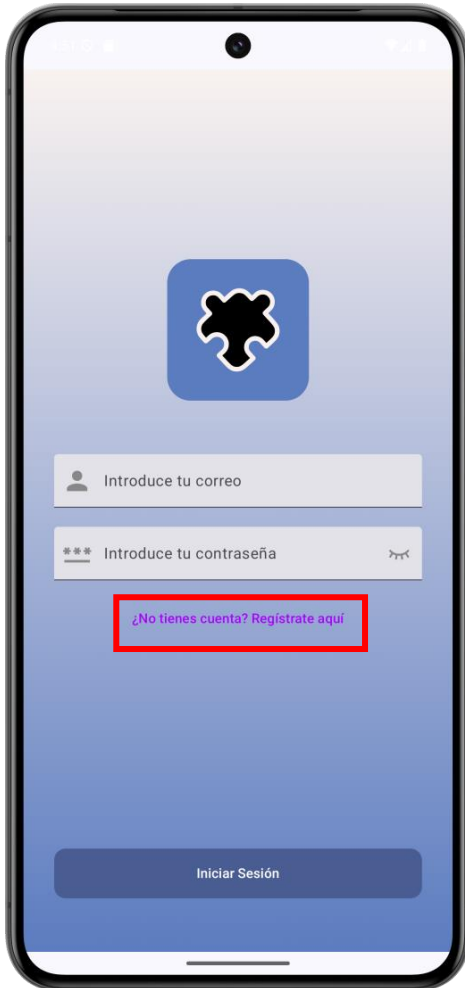 Introduce tu correo
*** Introduce tu contraseña
¿No tienes cuenta? Regístrate aquí
Iniciar Sesión